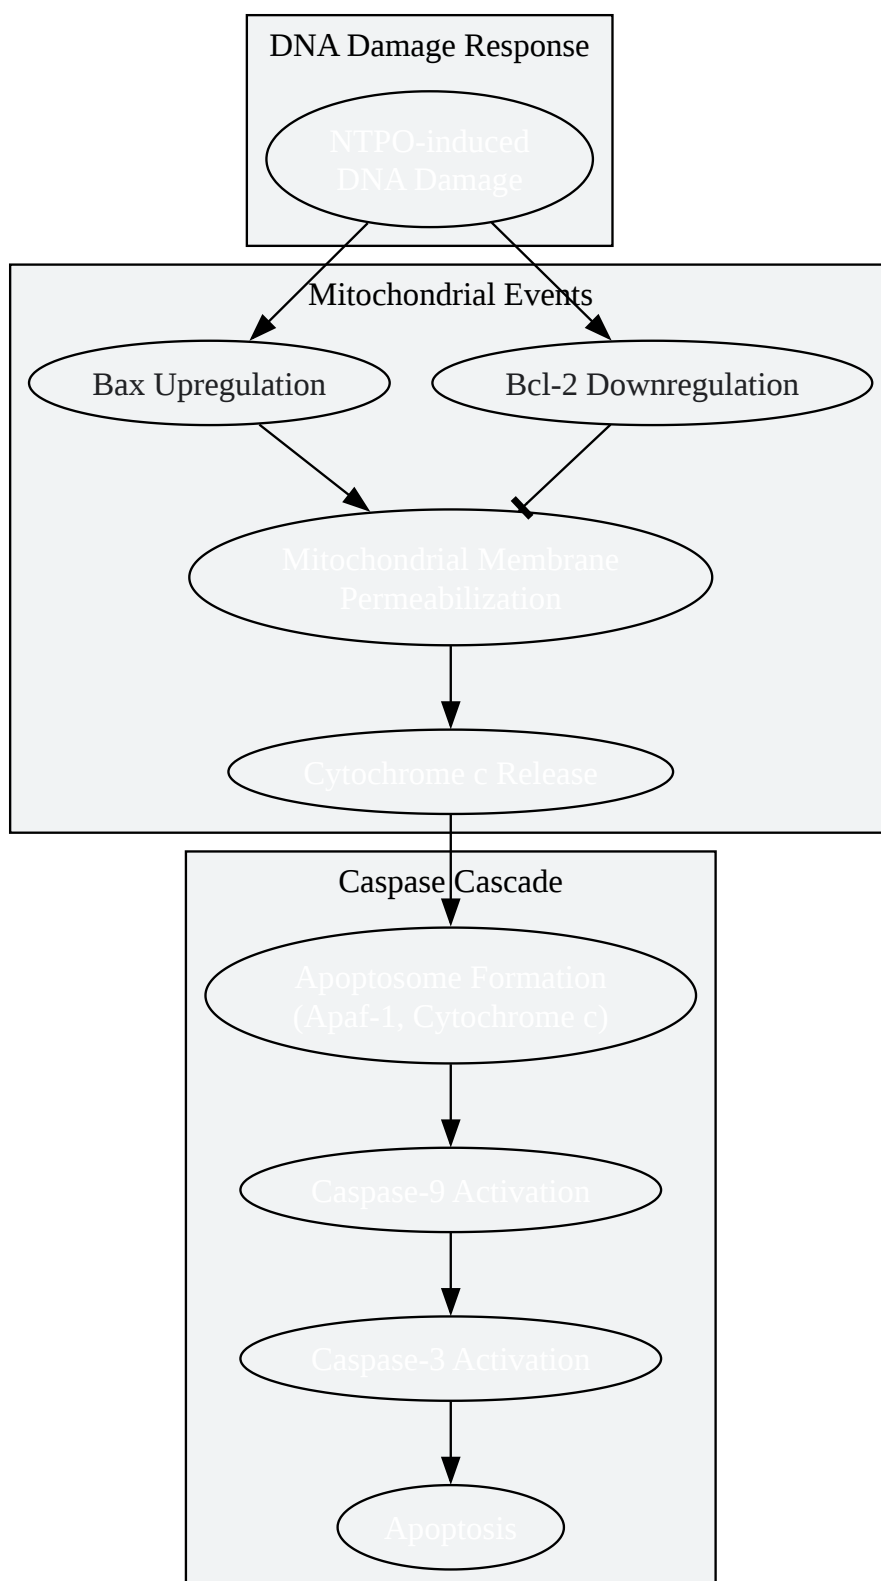 DNA Damage Response
NTPO-induced
DNA Damage
Mitochondrial Events
Bax Upregulation
Bcl-2 Downregulation
Mitochondrial Membrane
Permeabilization
Cytochrome c Release
Caspase Cascade
Apoptosome Formation
(Apaf-1, Cytochrome c)
Caspase-9 Activation
Caspase-3 Activation
Apoptosis